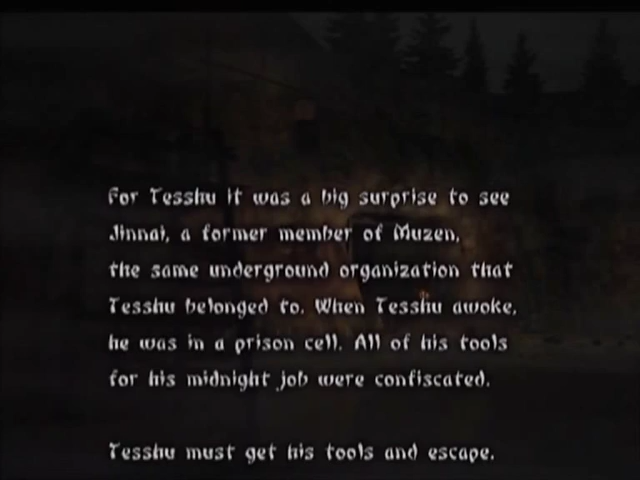 For Tesshu it was a big surprise to see
Jinnai, a former member of Muzen,
the same underground organization that
Tesshu belonged to. When Tesshu awoke,
he was in a prison cell. All of his tools
for his midnight job were confiscated.
Tesshu must get his tools and escape.